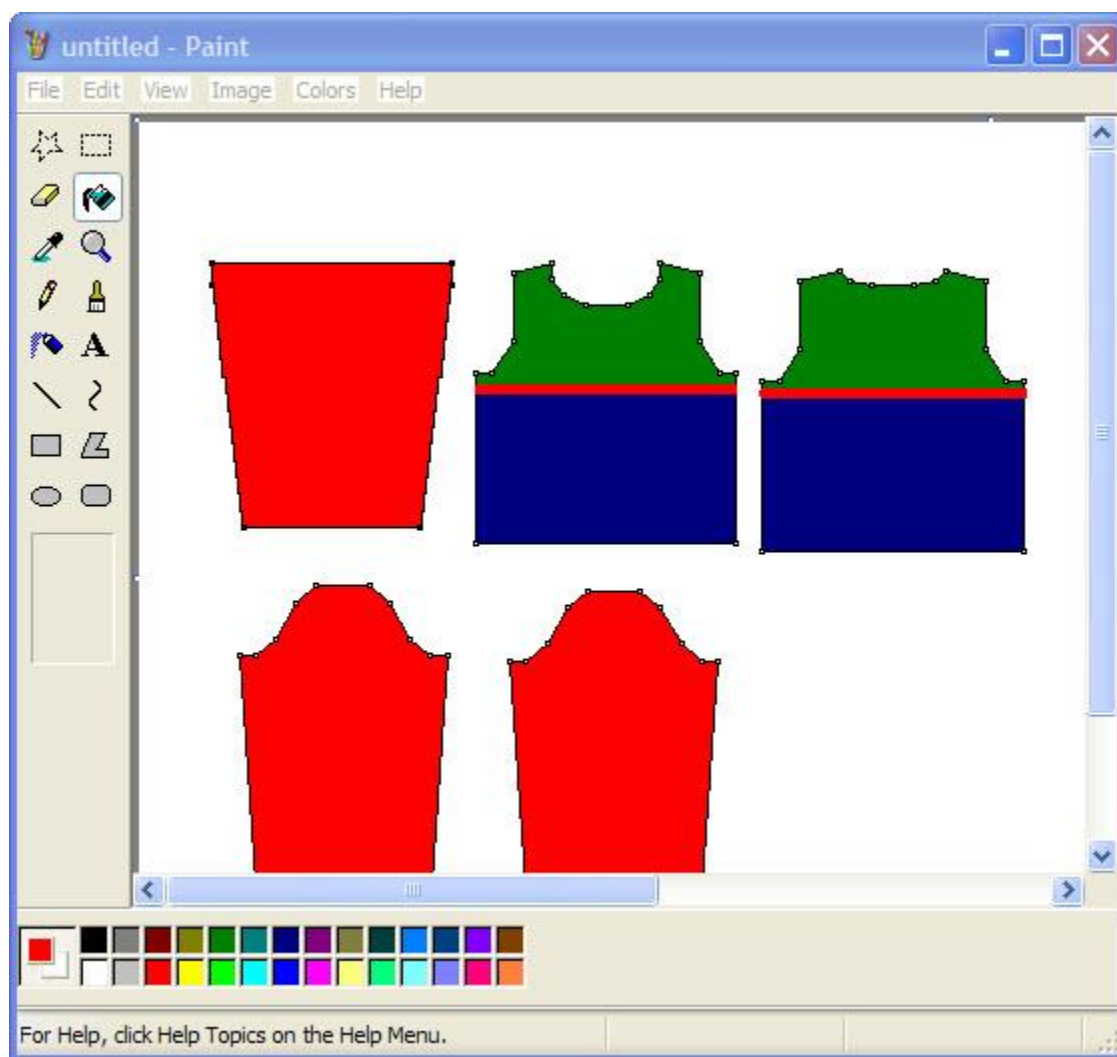 untitled - Paint
File Edit View Image Colors Help
A
For Help, click Help Topics on the Help Menu.